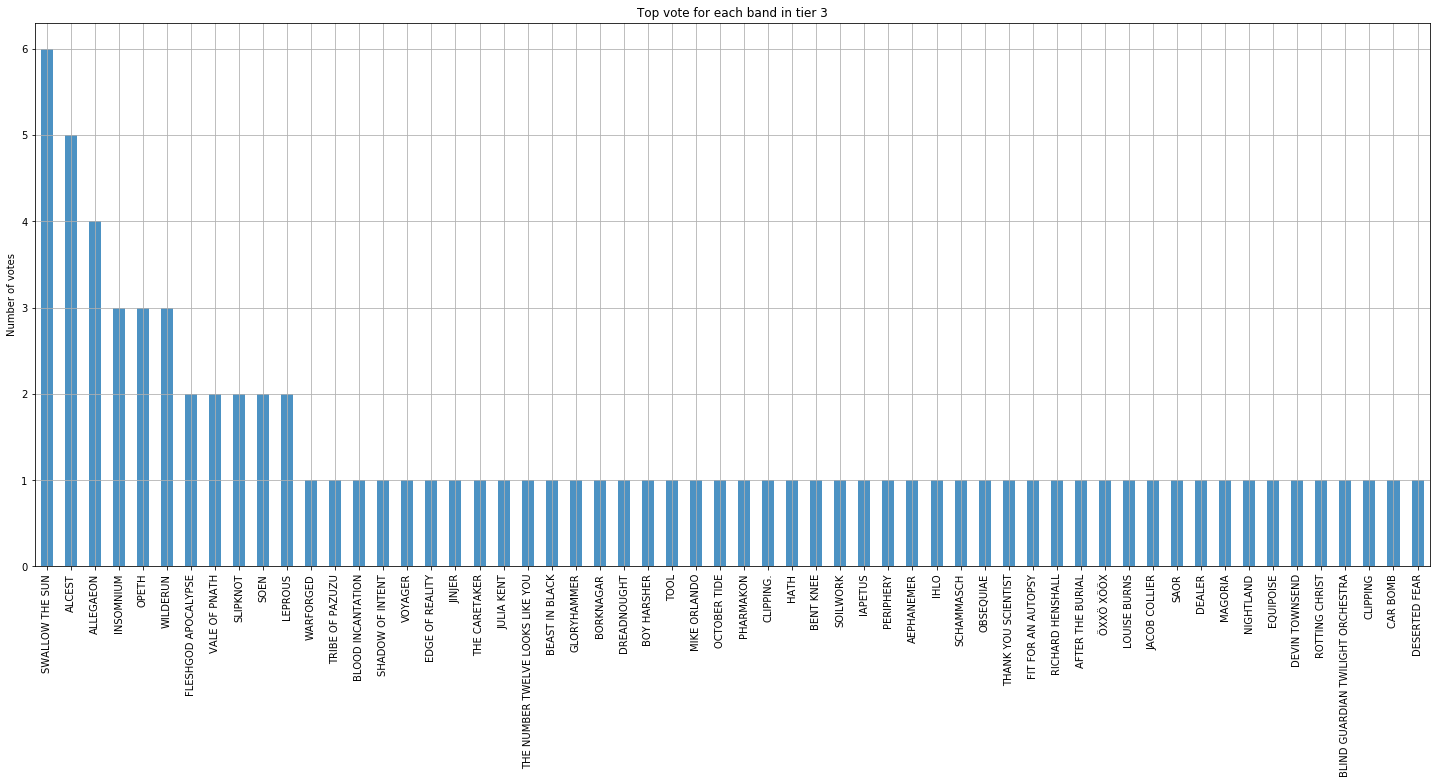 Top vote for each band in tier 3
Number of votes
6
5
4
3
2
1
0
SWALLOW THE SUN
ALCEST
ALLEGAEON
INSOMNIUM
OPETH
WILDERUN
FLESHGOD APOCALYPSE
VALE OF PNATH
SLIPKNOT
SOEN
LEPROUS
WARFORGED
TRIBE OF PAZUZU
BLOOD INCANTATION
SHADOW OF INTENT
VOYAGER
EDGE OF REALITY
JINJER
THE CARETAKER
JULIA KENT
THE NUMBER TWELVE LOOKS LIKE YOU
BEAST IN BLACK
GLORYHAMMER
BORKNAGAR
DREADNOUGHT
BOY HARSHER
TOOL
MIKE ORLANDO
OCTOBER TIDE
PHARMAKON
CLIPPING.
HATH
BENT KNEE
SOILWORK
IAPETUS
PERIPHERY
AEPHANEMER
IHLO
SCHAMMASCH
OBSEQUIAE
THANK YOU SCIENTIST
FIT FOR AN AUTOPSY
RICHARD HENSHALL
AFTER THE BURIAL
ÖXXÖ XÖÖX
LOUISE BURNS
JACOB COLLIER
SAOR
DEALER
MAGORIA
NIGHTLAND
EQUIPOISE
DEVIN TOWNSEND
ROTTING CHRIST
BLIND GUARDIAN TWILIGHT ORCHESTRA
CLIPPING
CAR BOMB
DESERTED FEAR